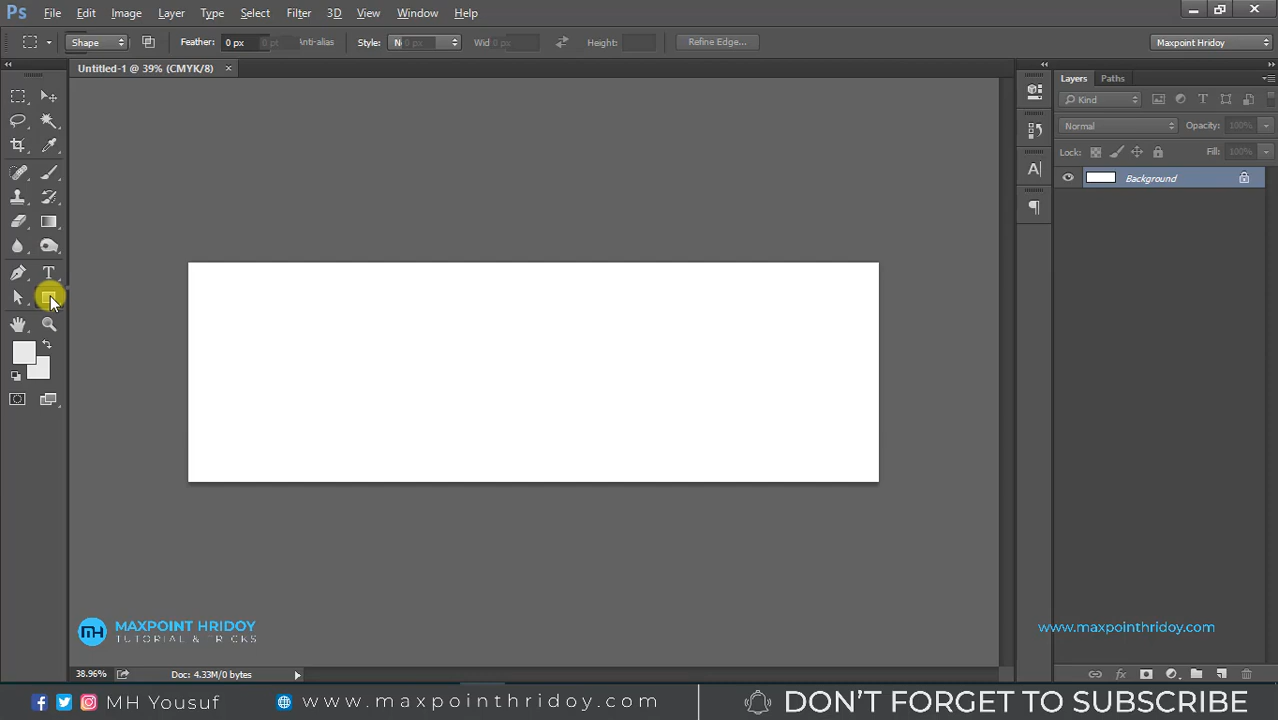 Ps File Edit Image Layer Type Select Filter 3D View Window Help
Shape Feather: 0 px Anti-alias Style: Height: Refine Edge... Maxpoint Hridoy
Untitled-1 @ 39% (CMYK/8)
Layers Paths
Kind
Normal Opacity: 100%
Lock: Fill: 100%
Background
MAXPOINT HRIDOY
TUTORIAL & TRICKS
www.maxpointhridoy.com
38.96% Doc: 4.33M/0 bytes
MH Yousuf www.maxpointhridoy.com DON'T FORGET TO SUBSCRIBE